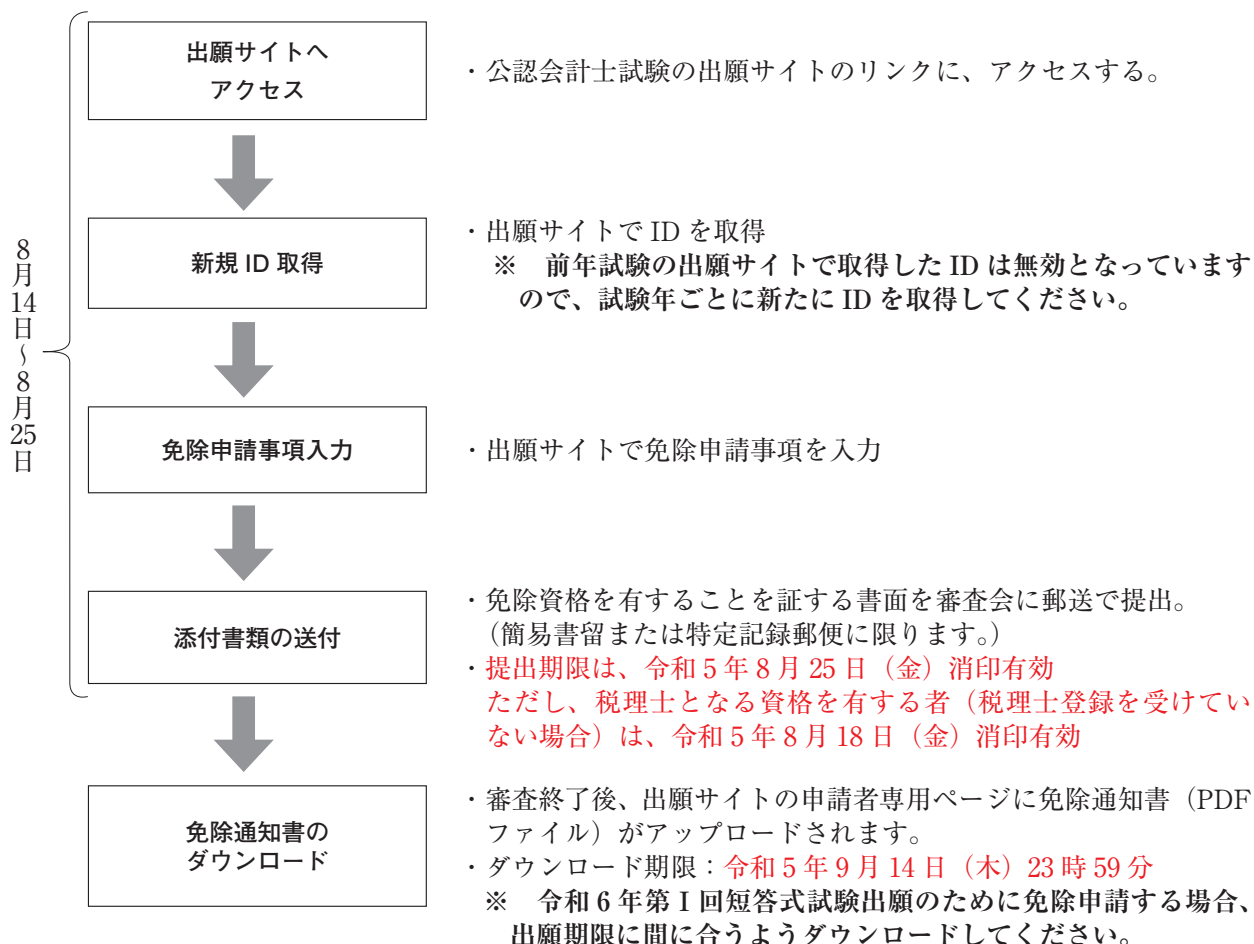 8月14日〜8月25日
出願サイトへ
アクセス
・公認会計士試験の出願サイトのリンクに、アクセスする。
新規 ID 取得
・出願サイトで ID を取得
※　前年試験の出願サイトで取得した ID は無効となっています
ので、試験年ごとに新たに ID を取得してください。
免除申請事項入力
・出願サイトで免除申請事項を入力
添付書類の送付
・免除資格を有することを証する書面を審査会に郵送で提出。
（簡易書留または特定記録郵便に限ります。）
・提出期限は、令和 5 年 8 月 25 日（金）消印有効
ただし、税理士となる資格を有する者（税理士登録を受けてい
ない場合）は、令和 5 年 8 月 18 日（金）消印有効
免除通知書の
ダウンロード
・審査終了後、出願サイトの申請者専用ページに免除通知書（PDF
ファイル）がアップロードされます。
・ダウンロード期限：令和 5 年 9 月 14 日（木）23 時 59 分
※　令和 6 年第 I 回短答式試験出願のために免除申請する場合、
出願期限に間に合うようダウンロードしてください。